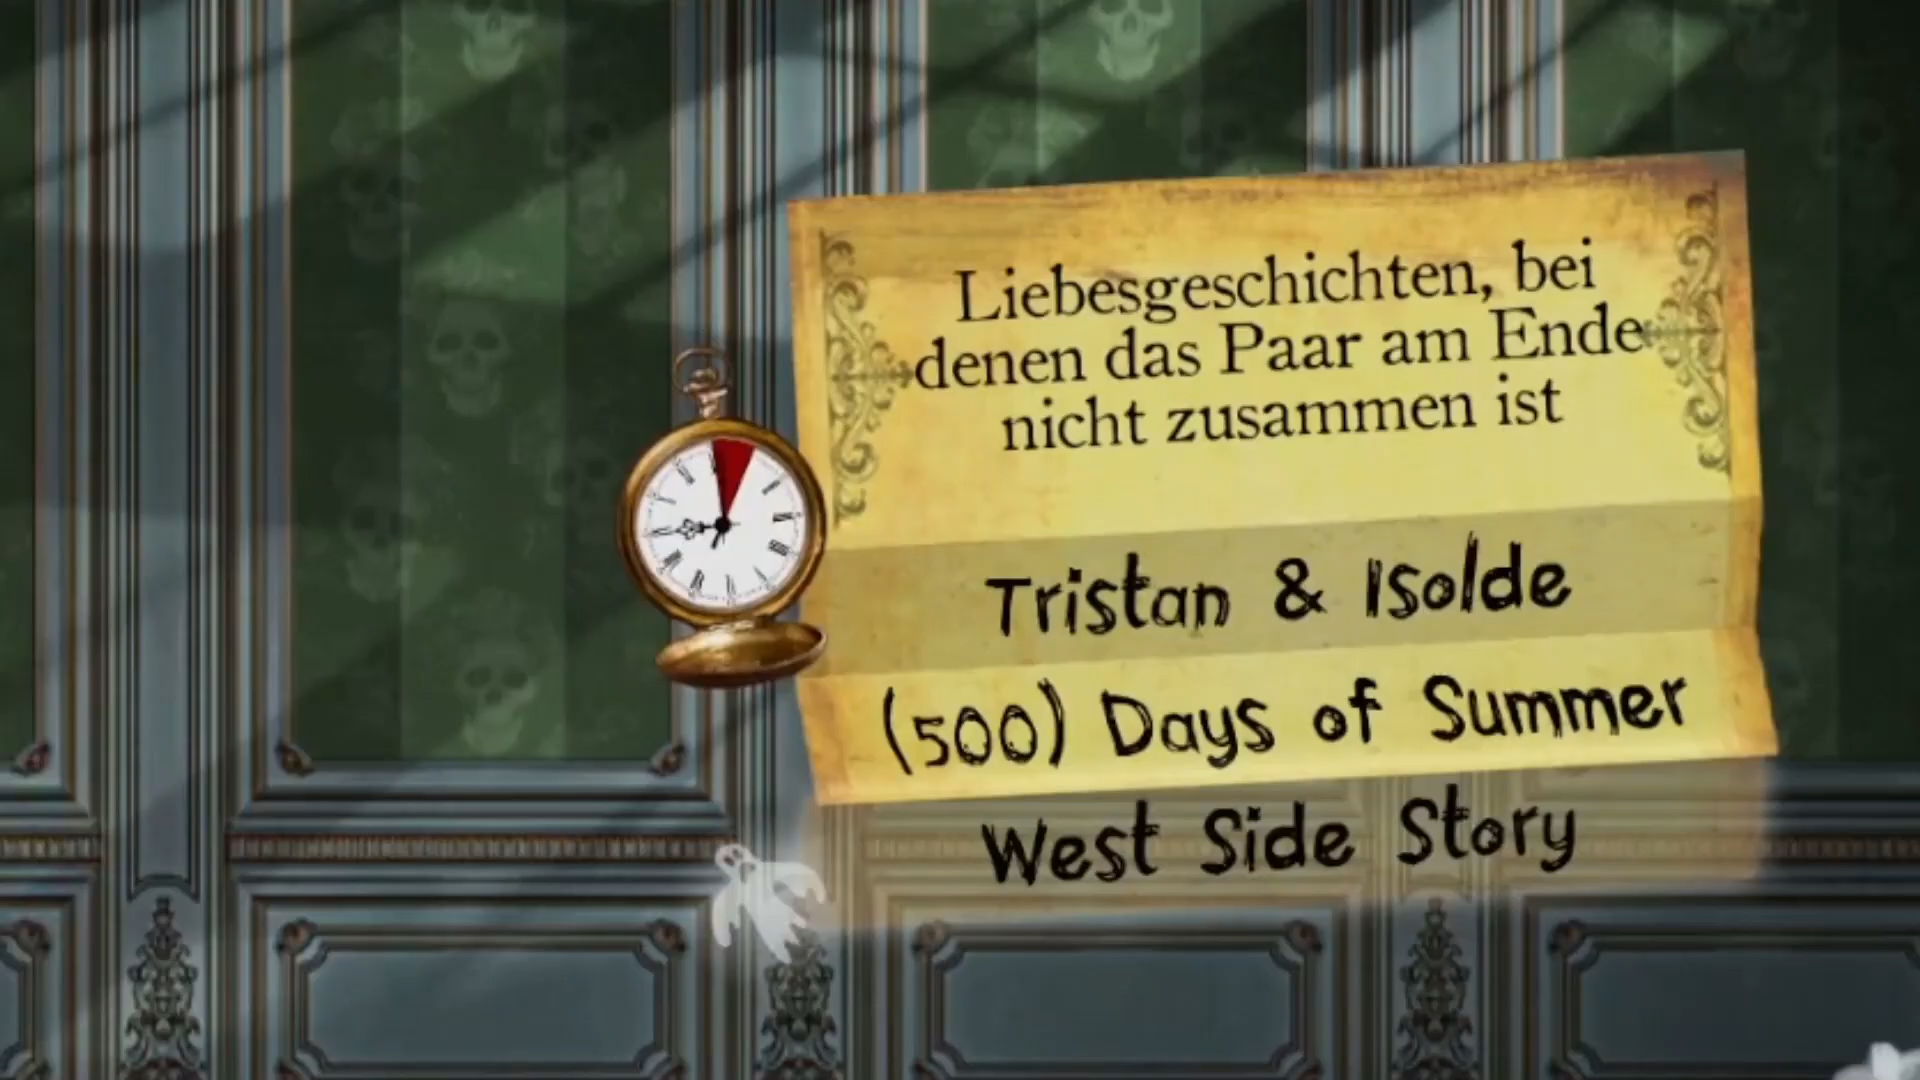 Liebesgeschichten, bei
denen das Paar am Ende
nicht zusammen ist
Tristan & Isolde
(500) Days of Summer
West Side Story